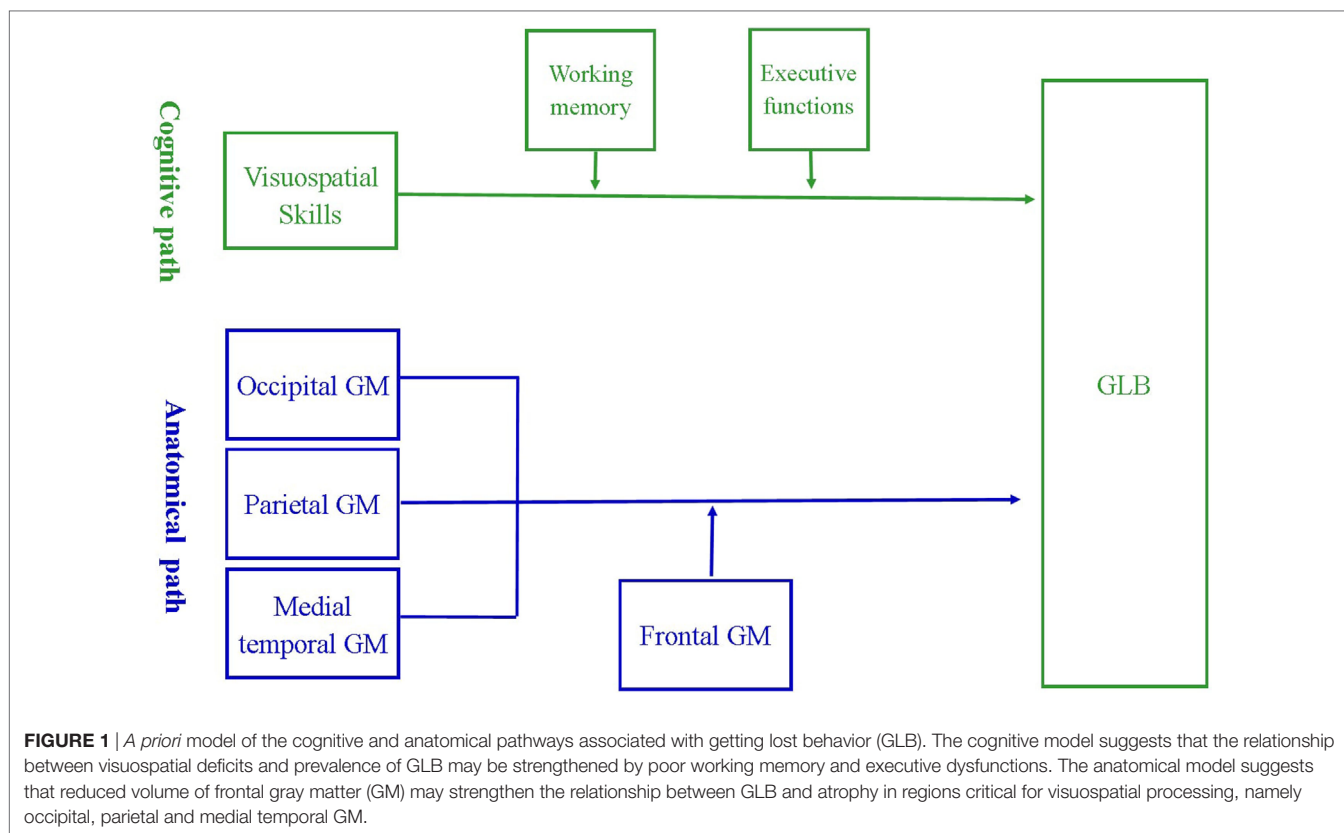 Cognitive path
Working
memory
Executive
functions
Visuospatial
Skills
GLB
Anatomical path
Occipital GM
Parietal GM
Medial
temporal GM
Frontal GM
FIGURE 1 | A priori model of the cognitive and anatomical pathways associated with getting lost behavior (GLB). The cognitive model suggests that the relationship
between visuospatial deficits and prevalence of GLB may be strengthened by poor working memory and executive dysfunctions. The anatomical model suggests
that reduced volume of frontal gray matter (GM) may strengthen the relationship between GLB and atrophy in regions critical for visuospatial processing, namely
occipital, parietal and medial temporal GM.